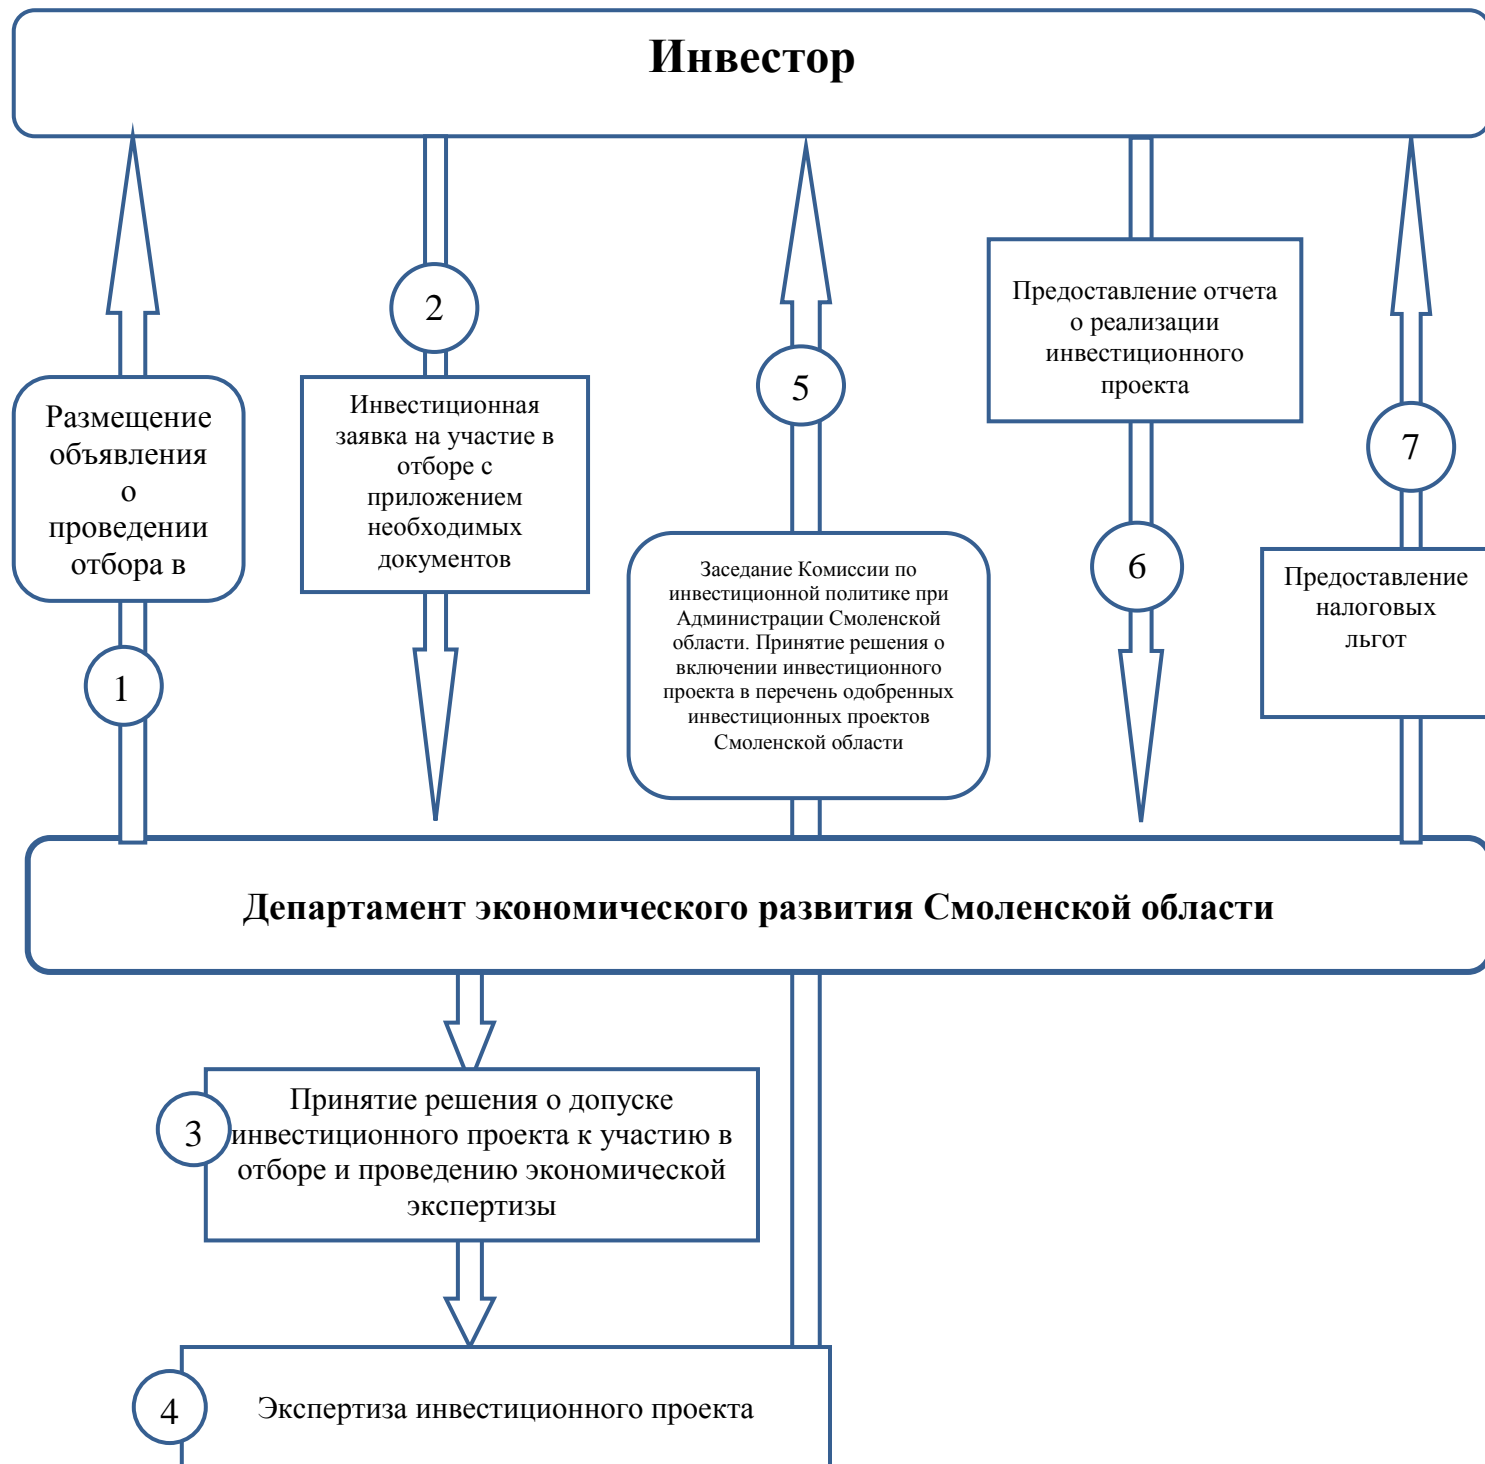 Инвестор
1
Размещение
объявления
о
проведении
отбора в
2
Инвестиционная
заявка на участие в
отборе с
приложением
необходимых
документов
5
Заседание Комиссии по
инвестиционной политике при
Администрации Смоленской
области. Принятие решения о
включении инвестиционного
проекта в перечень одобренных
инвестиционных проектов
Смоленской области
Предоставление отчета
о реализации
инвестиционного
проекта
6
7
Предоставление
налоговых
льгот
Департамент экономического развития Смоленской области
3
Принятие решения о допуске
инвестиционного проекта к участию в
отборе и проведению экономической
экспертизы
4
Экспертиза инвестиционного проекта